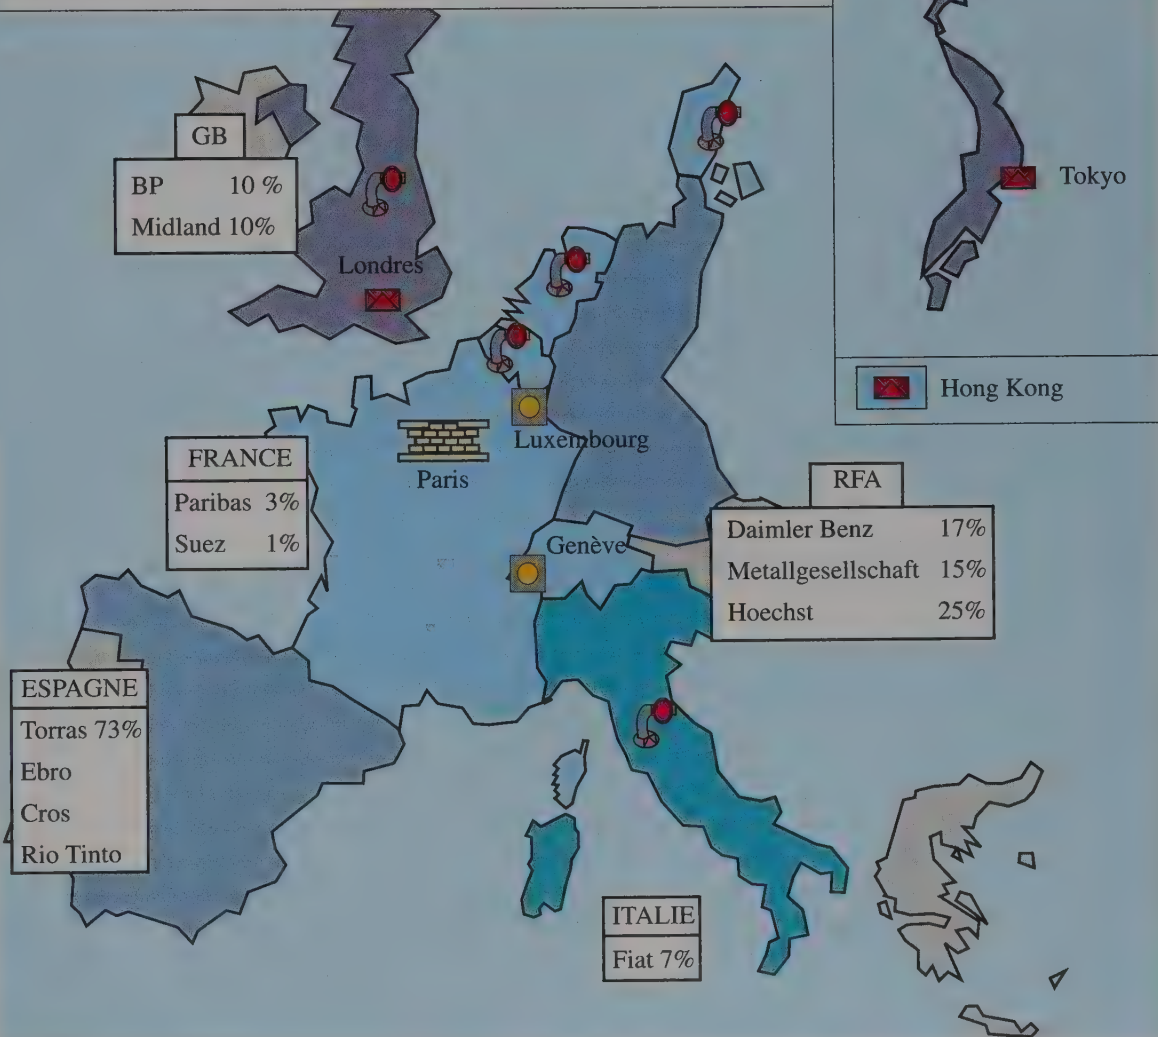 GB
BP 10 %
Midland 10%
Londres
Tokyo
Hong Kong
Luxembourg
Paris
FRANCE
Paribas 3%
Suez 1%
Genève
RFA
Daimler Benz 17%
Metallgesellschaft 15%
Hoechst 25%
ESPAGNE
Torras 73%
Ebro
Cros
Rio Tinto
ITALIE
Fiat 7%